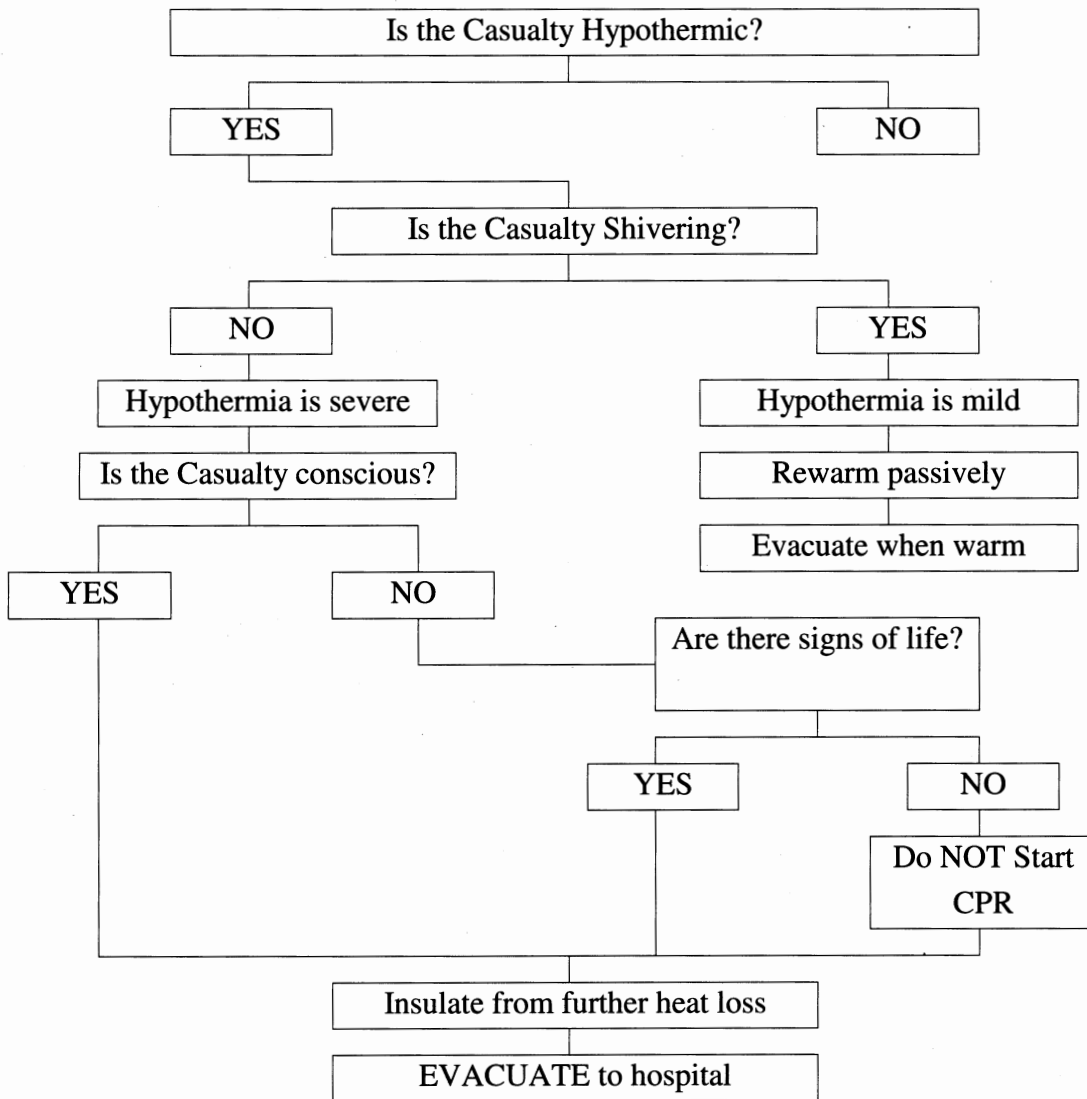 Is the Casualty Hypothermic?
YES
NO
Is the Casualty Shivering?
NO
YES
Hypothermia is severe
Hypothermia is mild
Is the Casualty conscious?
Rewarm passively
Evacuate when warm
YES
NO
Are there signs of life?
YES
NO
Do NOT Start
CPR
Insulate from further heat loss
EVACUATE to hospital